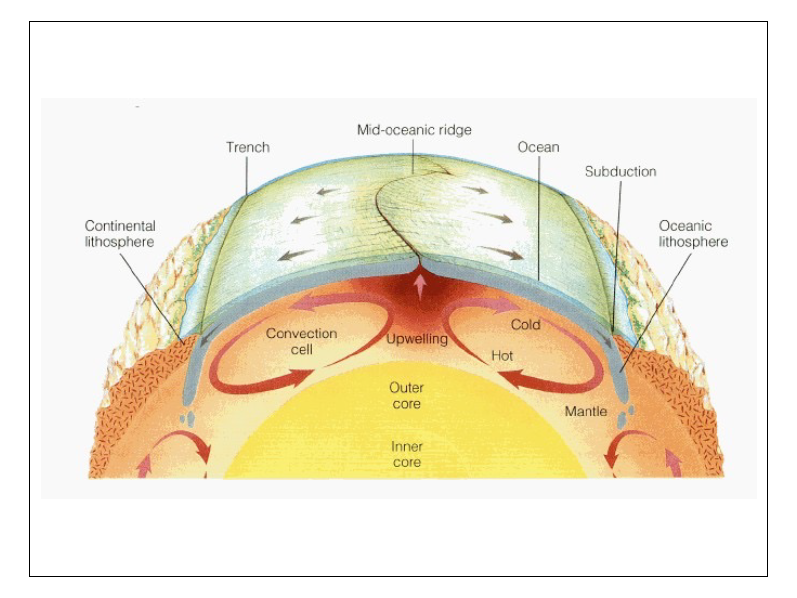 Mid-oceanic ridge
Trench
Ocean
Subduction
Continental
lithosphere
Oceanic
lithosphere
Convection
cell
Upwelling
Cold
Hot
Outer
core
Mantle
Inner
core